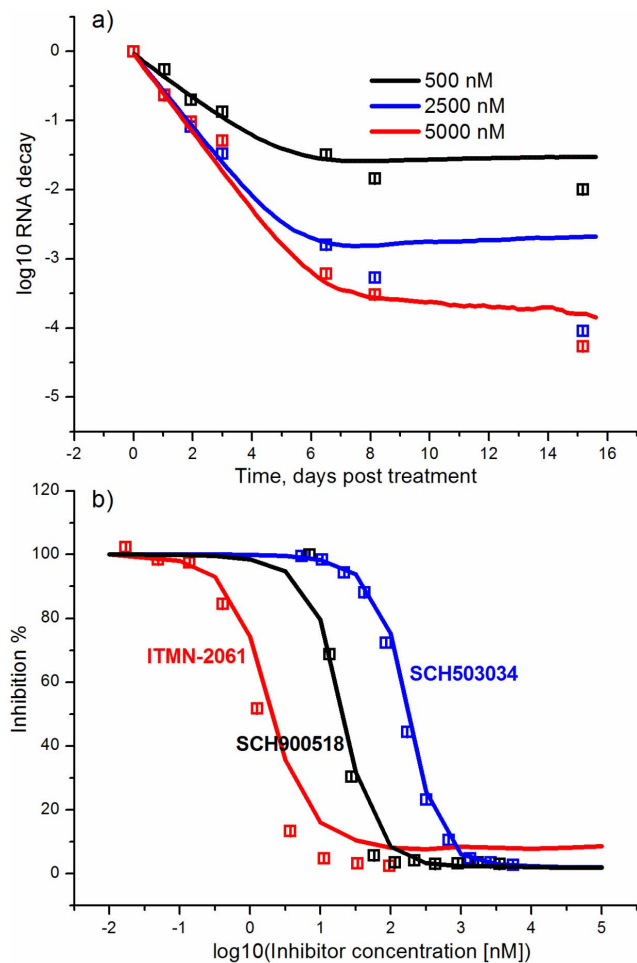 a)
0
-1
-2
-3
-4
-5
log10 RNA decay
500 nM
2500 nM
5000 nM
-2 0 2 4 6 8 10 12 14 16
Time, days post treatment
b)
120
100
80
60
40
20
0
Inhibition %
ITMN-2061
SCH503034
SCH900518
-2 -1 0 1 2 3 4 5
log10(Inhibitor concentration [nM])